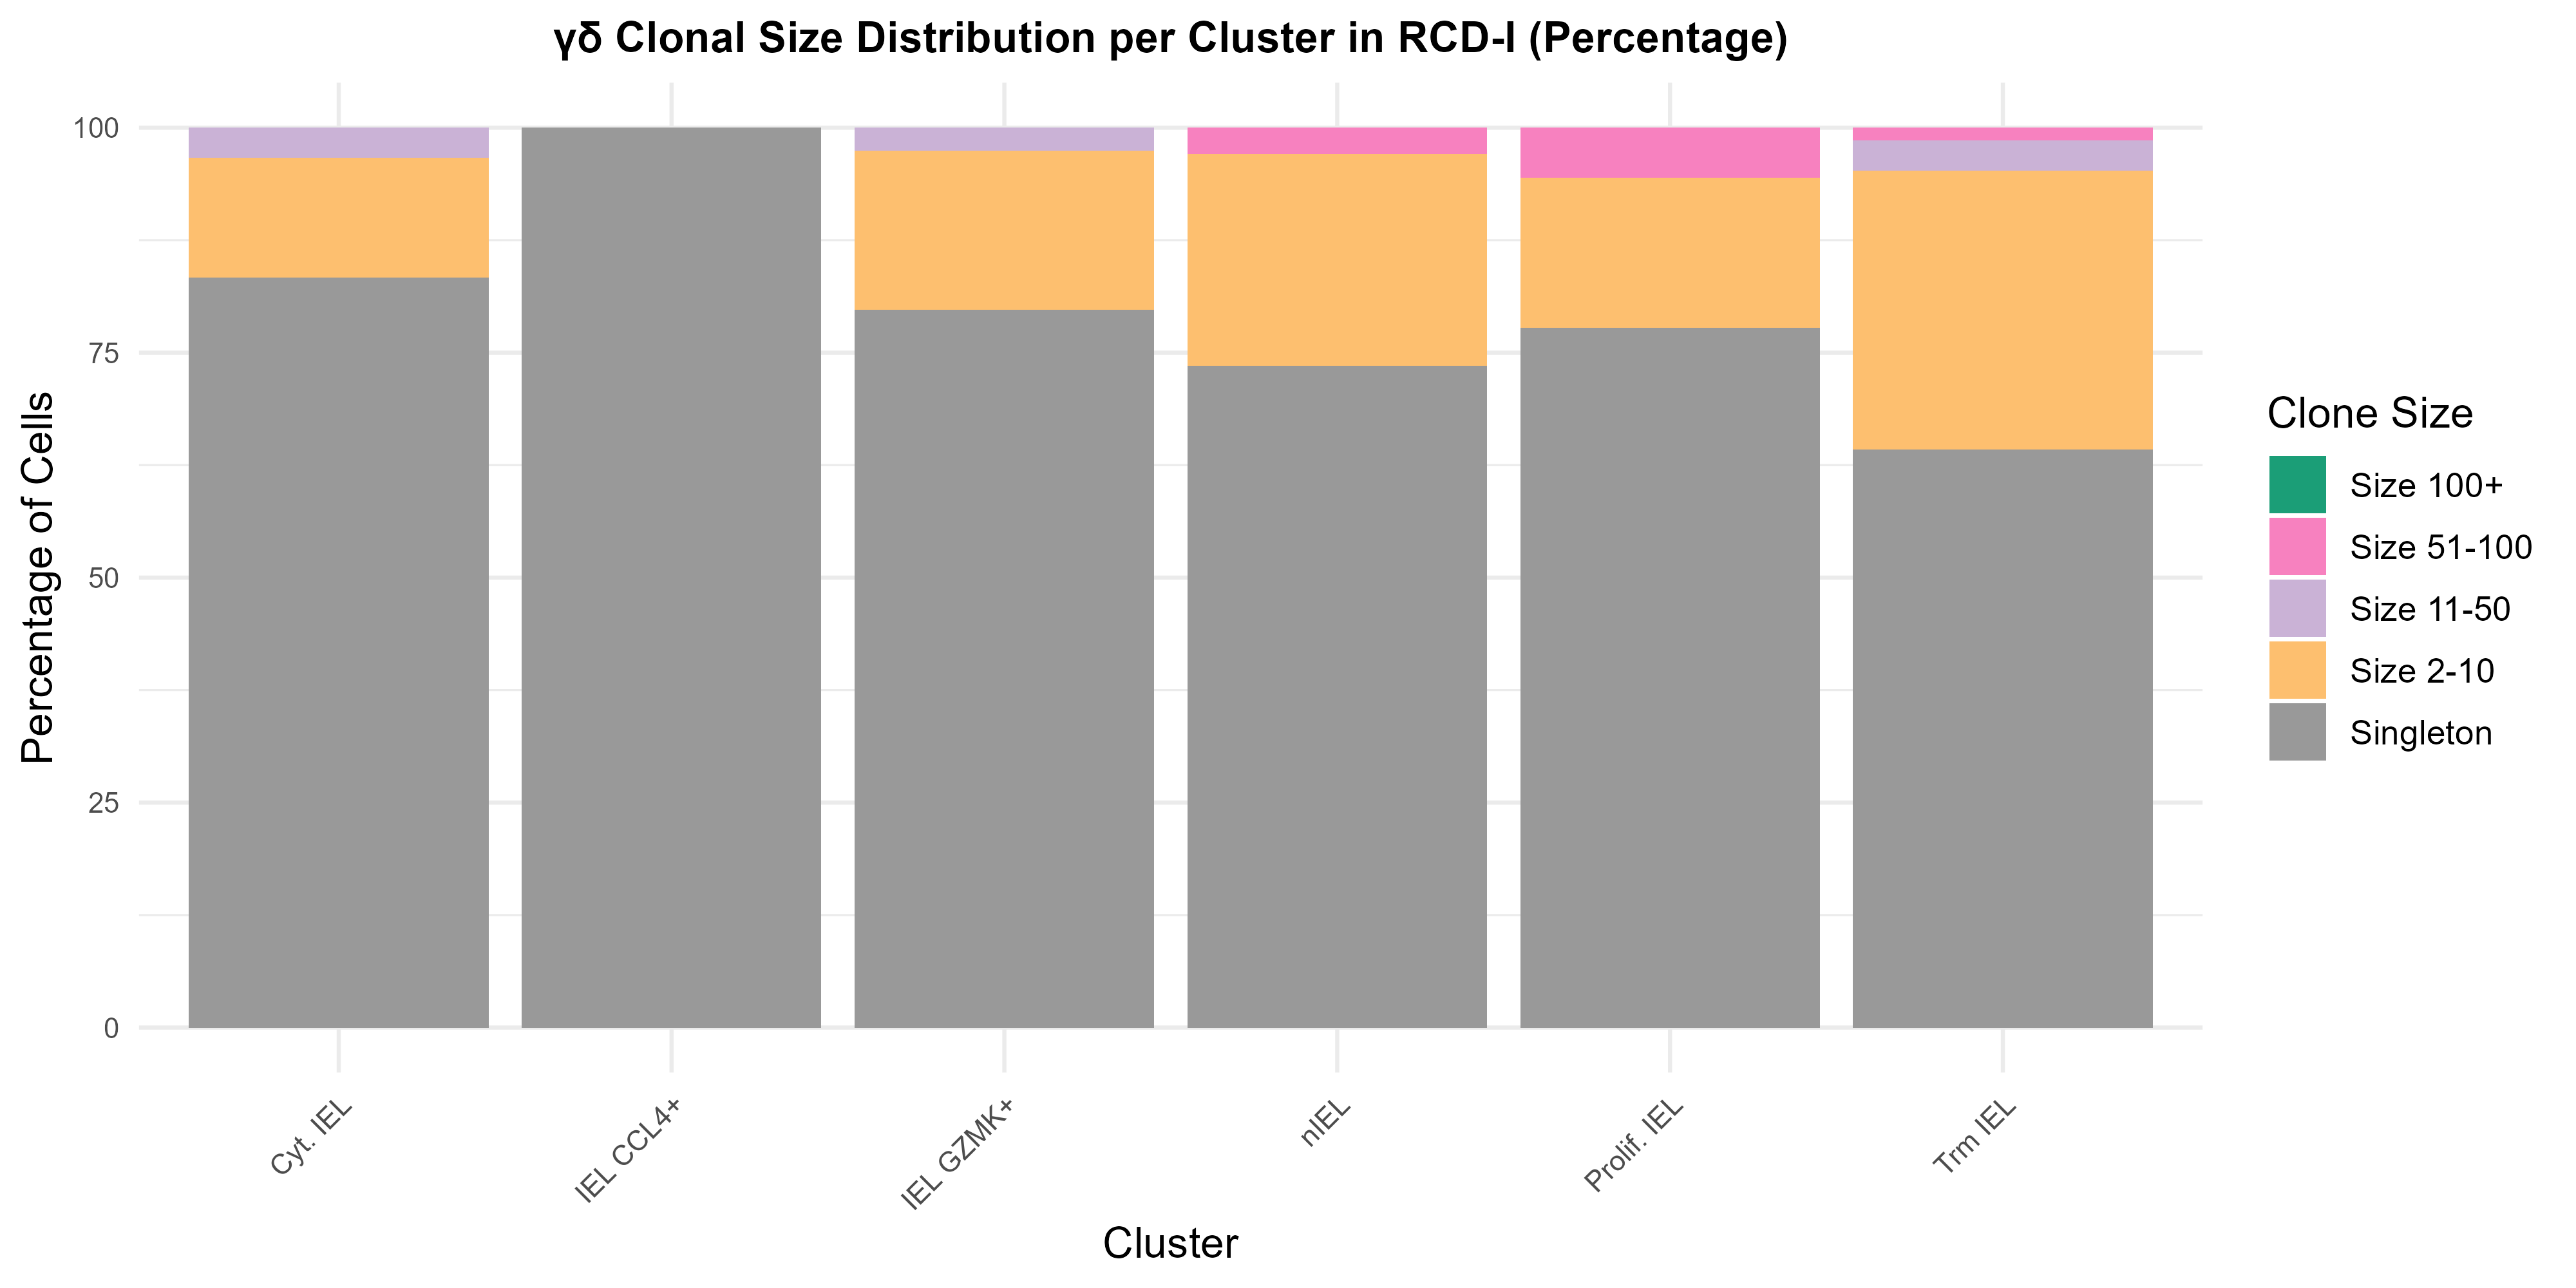 γδ Clonal Size Distribution per Cluster in RCD-I (Percentage)
Percentage of Cells
100
75
50
25
0
Cyt. IEL
IEL CCL4+
IEL GZMK+
nIEL
Prolif. IEL
Trm IEL
Cluster
Clone Size
Size 100+
Size 51-100
Size 11-50
Size 2-10
Singleton